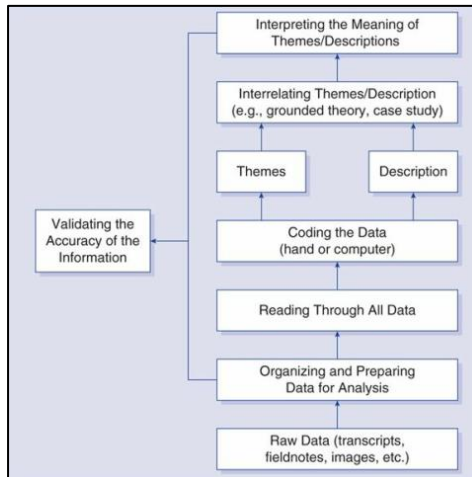 Interpreting the Meaning of
Themes/Descriptions
Interrelating Themes/Description
(e.g., grounded theory, case study)
Themes
Description
Validating the
Accuracy of the
Information
Coding the Data
(hand or computer)
Reading Through All Data
Organizing and Preparing
Data for Analysis
Raw Data (transcripts,
fieldnotes, images, etc.)